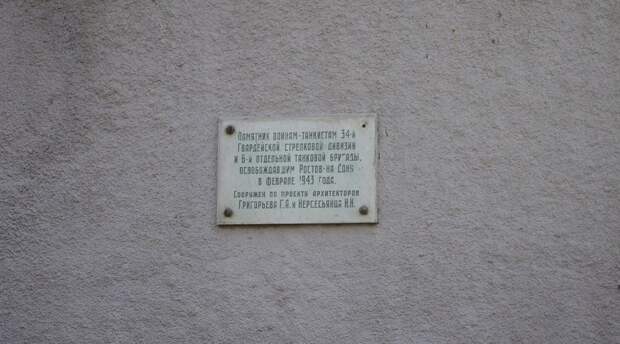 Памятник воинам-танкистам 34-й
Гвардейской стрелковой дивизии
и 6-й отдельной танковой бригады,
освобождавшим Ростов-на Дону
в феврале 1943 года.
Сооружен по проекту архитекторов
Григорьева Г.А. и Нерсесьянца Н.Н.